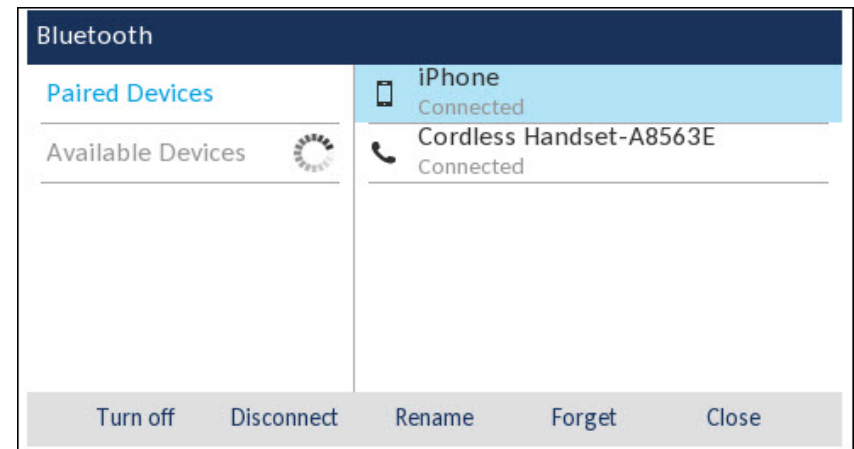 Bluetooth
Paired Devices
Available Devices
iPhone
Connected
Cordless Handset-A8563E
Connected
Turn off Disconnect Rename Forget Close